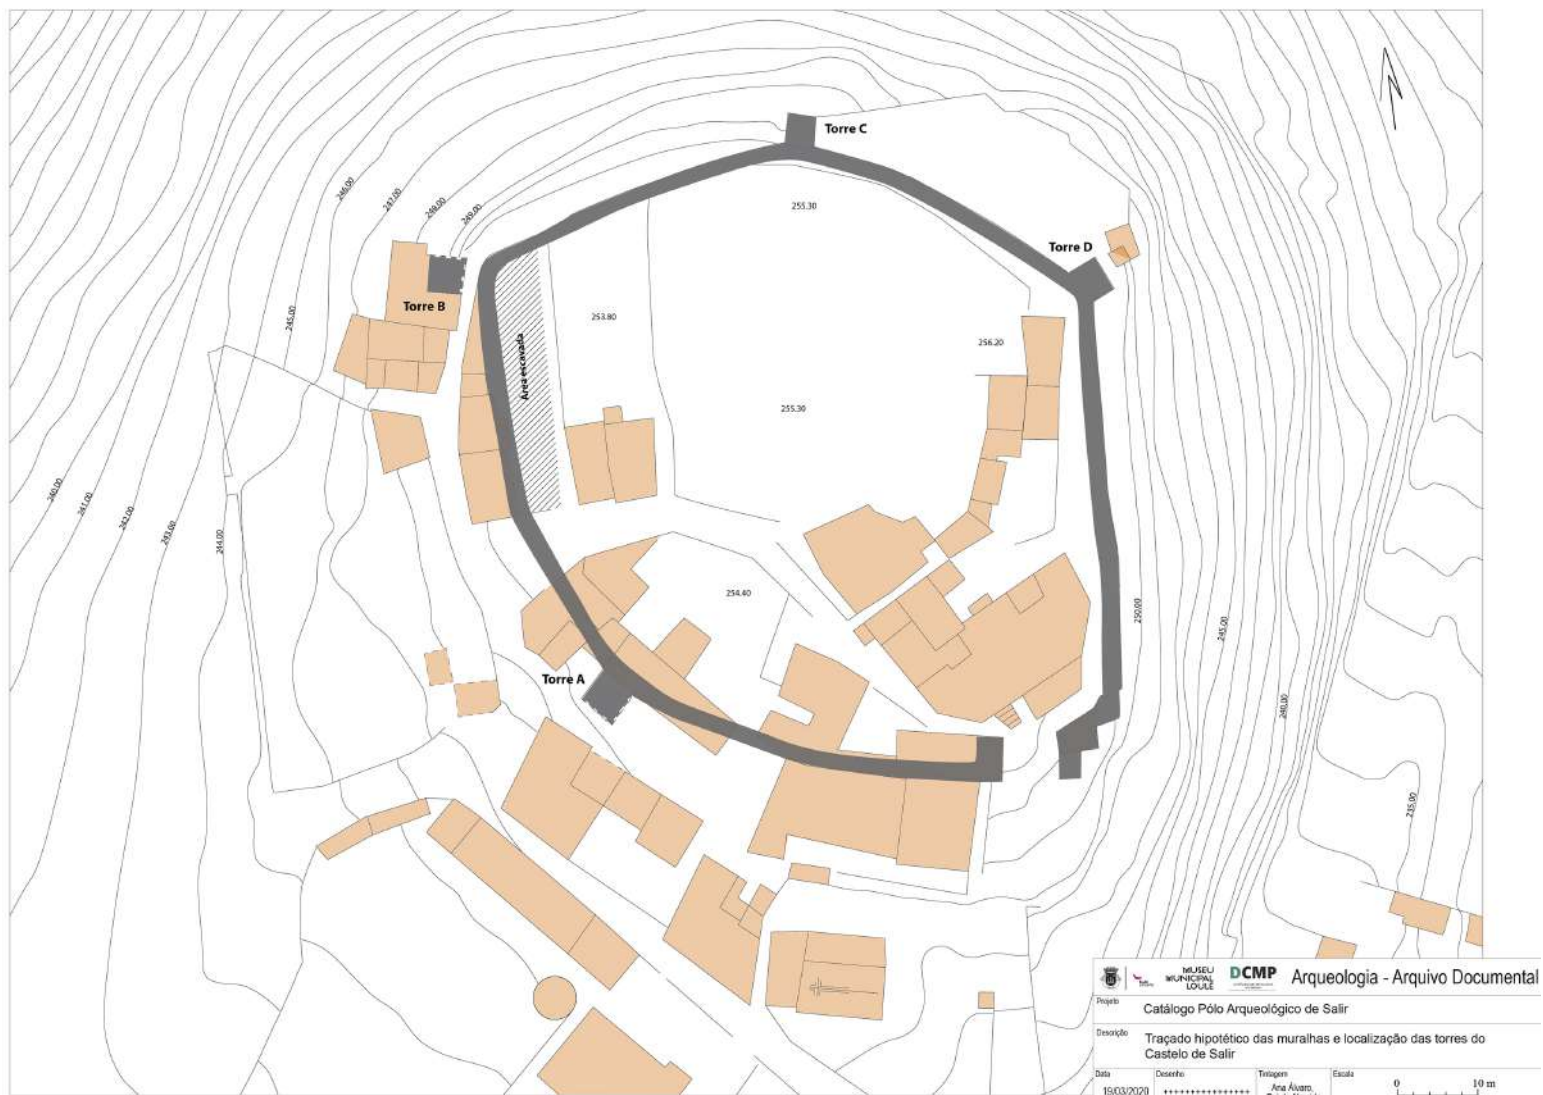 Torre C
255.30
Torre D
246.00
247.00
248.00
249.00
Torre B
245.00
253.80
Área escavada
256.20
255.30
240.00
241.00
242.00
243.00
244.00
254.40
250.00
245.00
240.00
235.00
Torre A
MUSEU
MUNICIPAL
LOULÉ
DCMP
Arqueologia - Arquivo Documental
Projeto
Catálogo Pólo Arqueológico de Salir
Descrição
Traçado hipotético das muralhas e localização das torres do
Castelo de Salir
Data
Desenho
Tintagem
Escala
19/03/2020
++++++++++++++++
Ana Álvaro,
0
10 m